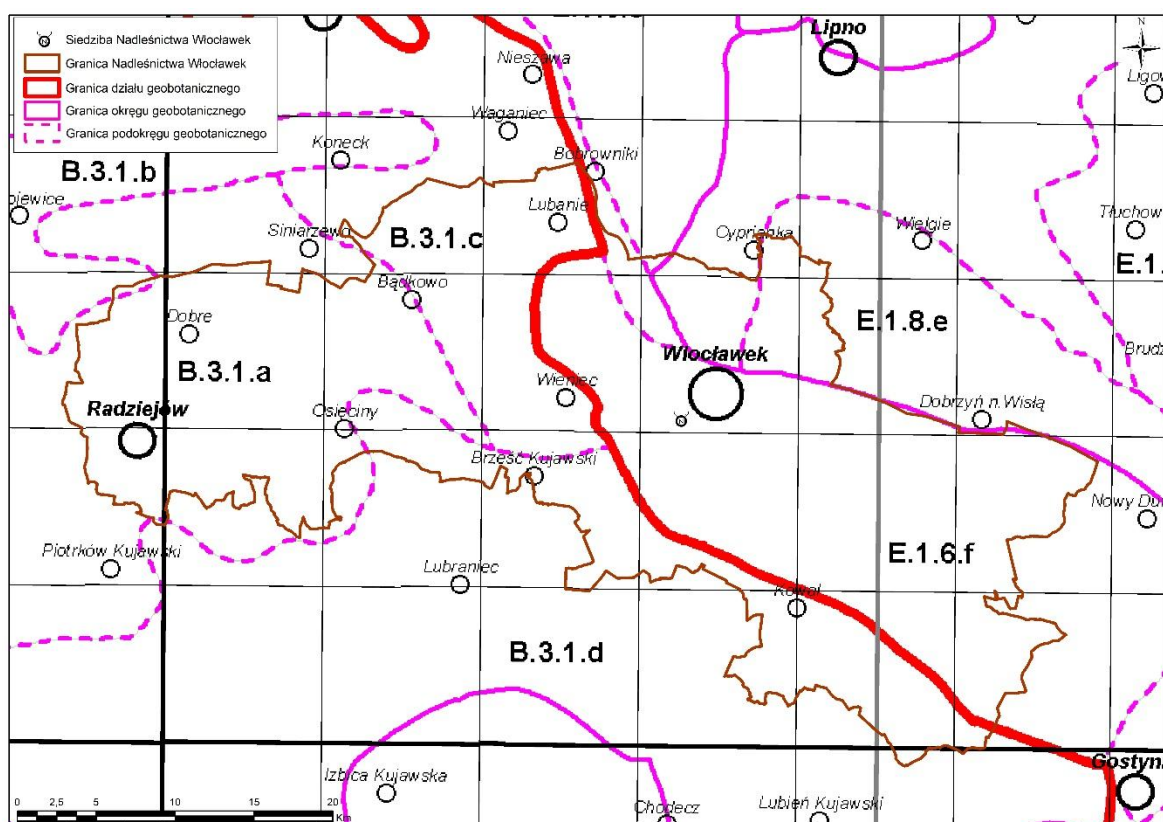 Siedziba Nadleśnictwa Włocławek
Granica Nadleśnictwa Włocławek
Granica działu geobotanicznego
Granica okręgu geobotanicznego
Granica podokręgu geobotanicznego
N
Lipno
Nieszawa
Waganiec
Koneck
Bobrowniki
B.3.1.b
Lubanie
Siniarzewo
B.3.1.c
Cyprianka
Wielgie
E.1.
Bądkowo
Dobre
E.1.8.e
B.3.1.a
Włocławek
Wieniec
Radziejów
Osięciny
Dobrzyń n.Wisłą
Brześć Kujawski
Piotrków Kujawski
Lubraniec
E.1.6.f
Kowal
B.3.1.d
Izbica Kujawska
Chodecz
Lubień Kujawski
0 2,5 5 10 15 20
Km